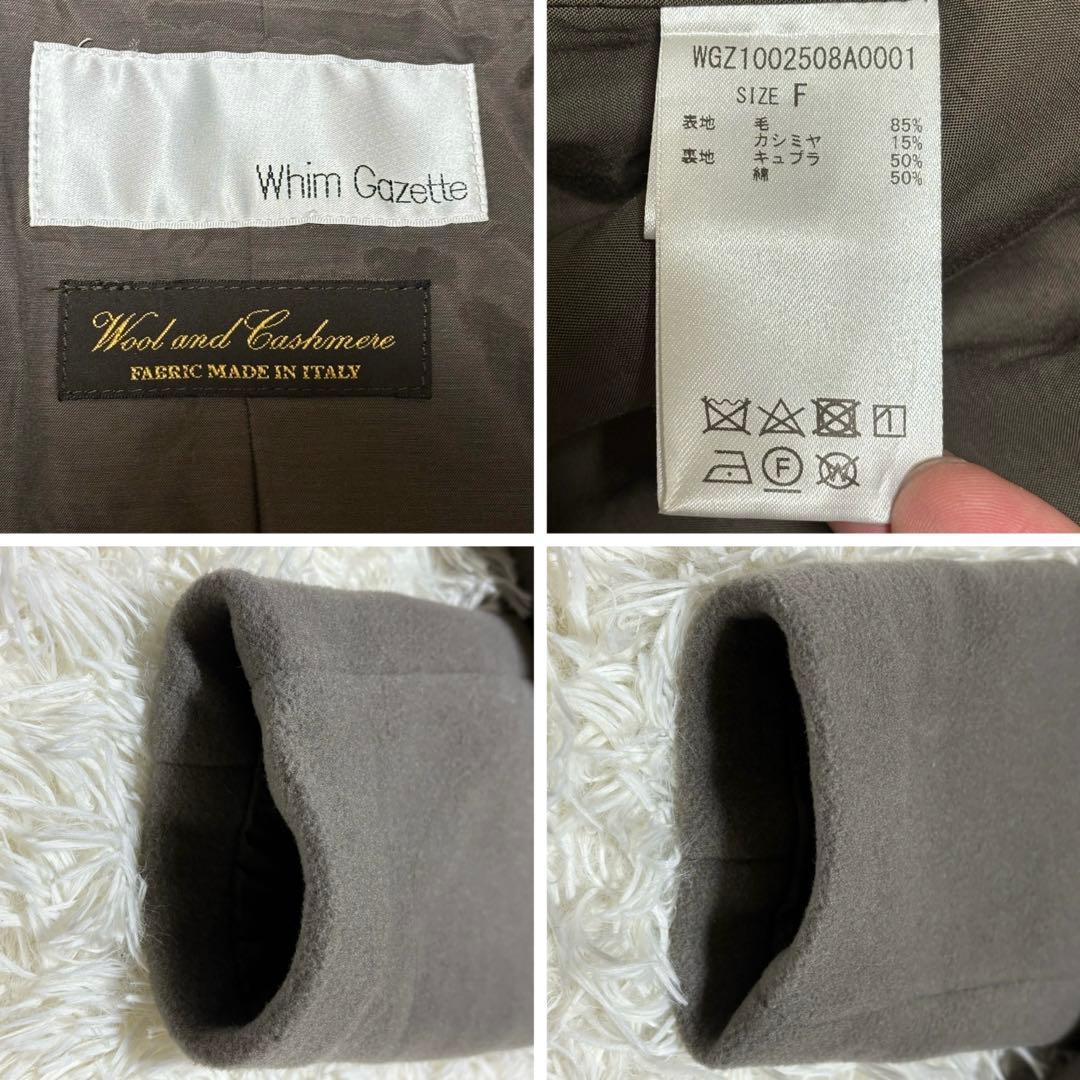 Whim Gazette
Wool and Cashmere
FABRIC MADE IN ITALY
WGZ1002508A0001
SIZE F
表地 毛 85%
カシミヤ 15%
裏地 キュプラ 50%
綿 50%
1
F
W